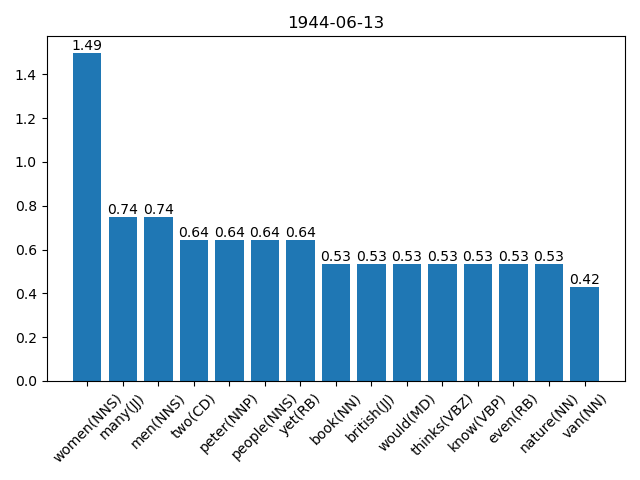 1944-06-13
1.49
1.4
1.2
1.0
0.8
0.6
0.4
0.2
0.0
0.74 0.74
0.64 0.64 0.64 0.64
0.53 0.53 0.53 0.53 0.53 0.53 0.53
0.42
women(NNS)
many(JJ)
men(NNS)
two(CD)
peter(NNP)
people(NNS)
yet(RB)
book(NN)
british(JJ)
would(MD)
thinks(VBZ)
know(VBP)
even(RB)
nature(NN)
van(NN)